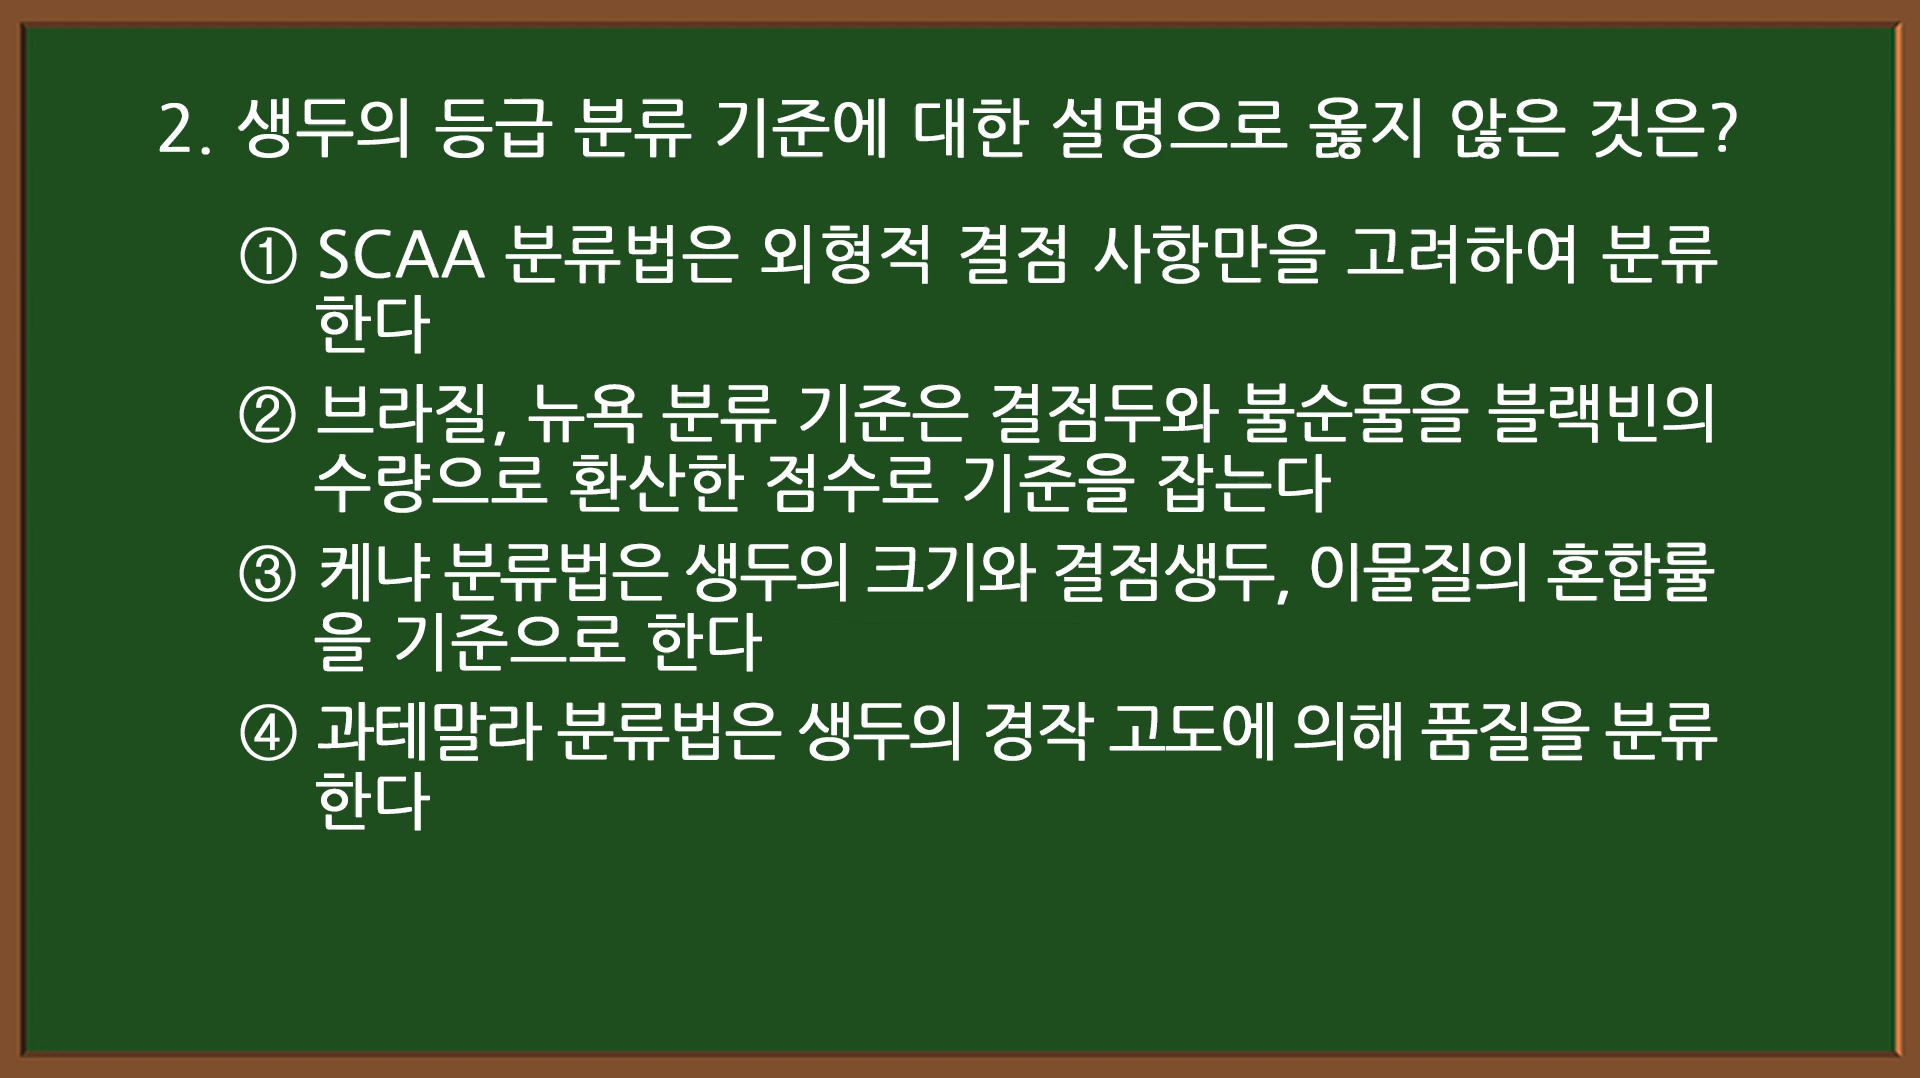 2. 생두의 등급 분류 기준에 대한 설명으로 옳지 않은 것은?
① SCAA 분류법은 외형적 결점 사항만을 고려하여 분류
한다
② 브라질, 뉴욕 분류 기준은 결점두와 불순물을 블랙빈의
수량으로 환산한 점수로 기준을 잡는다
③ 케냐 분류법은 생두의 크기와 결점생두, 이물질의 혼합률
을 기준으로 한다
④ 과테말라 분류법은 생두의 경작 고도에 의해 품질을 분류
한다